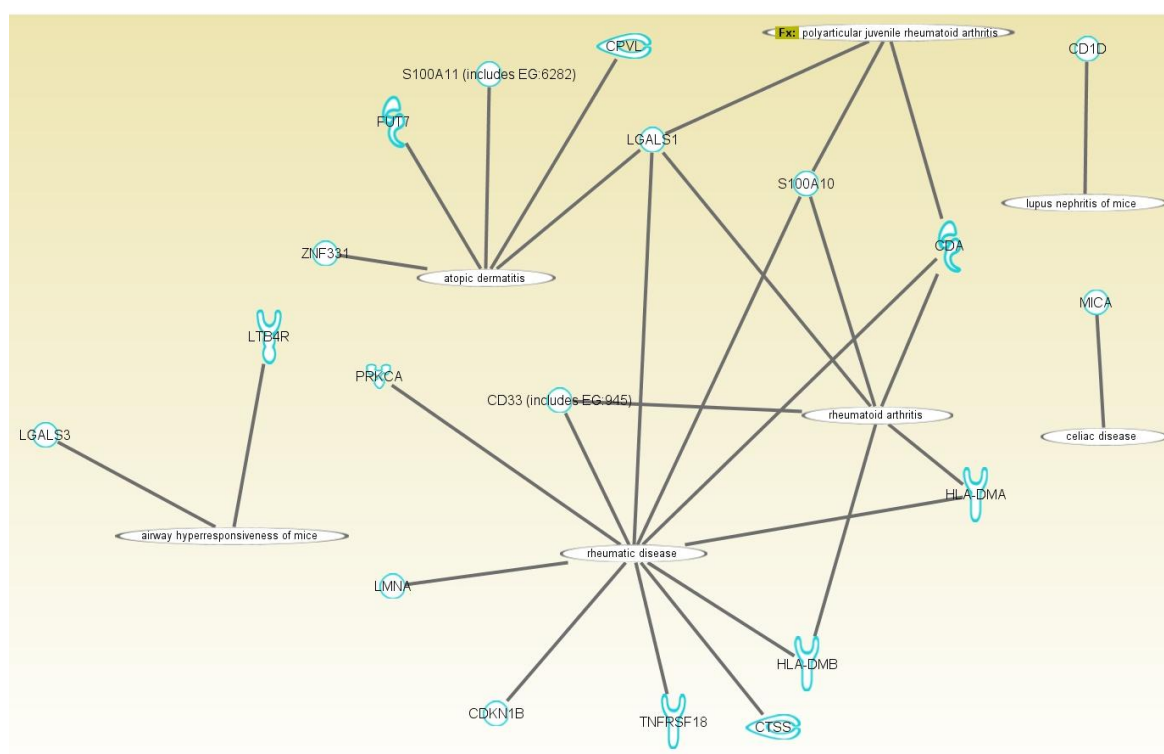 Fx: polyarticular juvenile rheumatoid arthritis
CPVL
CD1D
S100A11 (includes EG:6282)
FUT7
LGALS1
S100A10
lupus nephritis of mice
CDA
ZNF331
atopic dermatitis
MICA
LTB4R
PRKCA
CD33 (includes EG:945)
rheumatoid arthritis
LGALS3
celiac disease
HLA-DMA
airway hyperresponsiveness of mice
rheumatic disease
LMNA
HLA-DMB
CDKN1B
TNFRSF18
CTSS